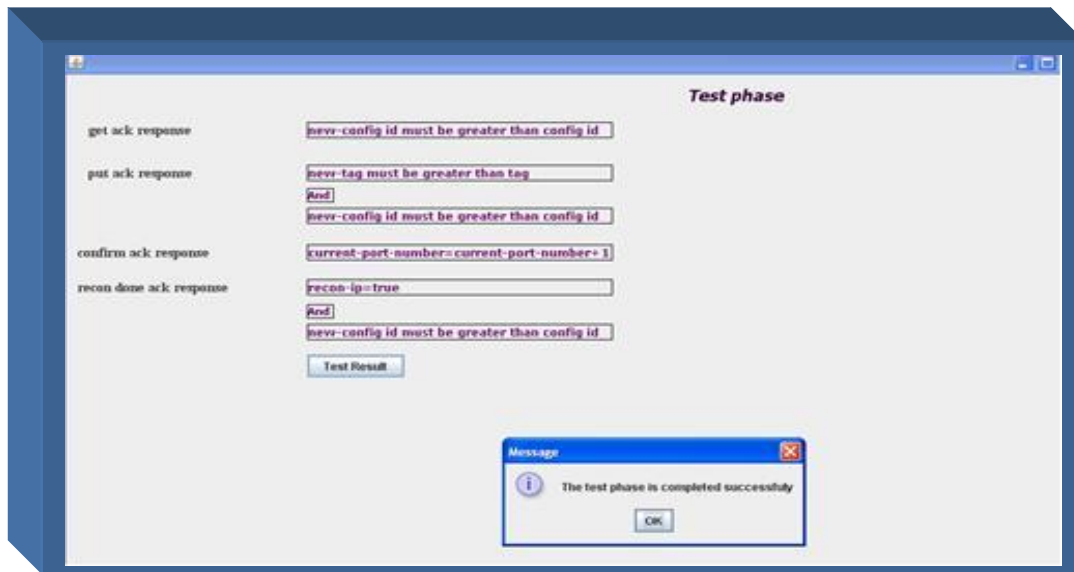 Test phase
get ack response
new-config id must be greater than config id
put ack response
new-tag must be greater than tag
And
new-config id must be greater than config id
confirm ack response
current-port-number=current-port-number+1
recon done ack response
recon-ip=true
And
new-config id must be greater than config id
Test Result
Message
The test phase is completed successfuly
OK